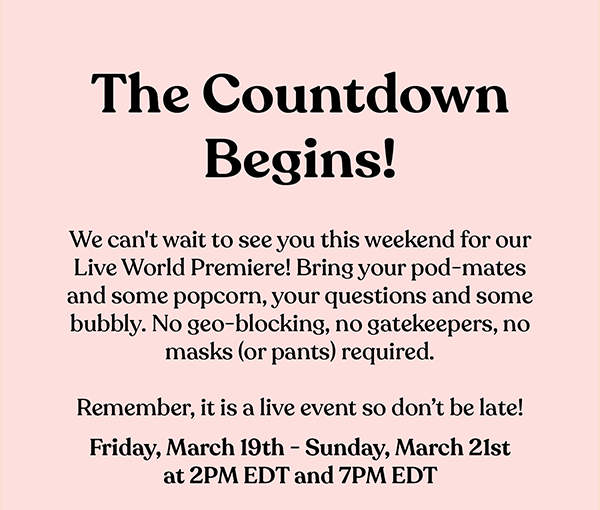 The Countdown
Begins!
We can't wait to see you this weekend for our
Live World Premiere! Bring your pod-mates
and some popcorn, your questions and some
bubbly. No geo-blocking, no gatekeepers, no
masks (or pants) required.
Remember, it is a live event so don’t be late!
Friday, March 19th - Sunday, March 21st
at 2PM EDT and 7PM EDT